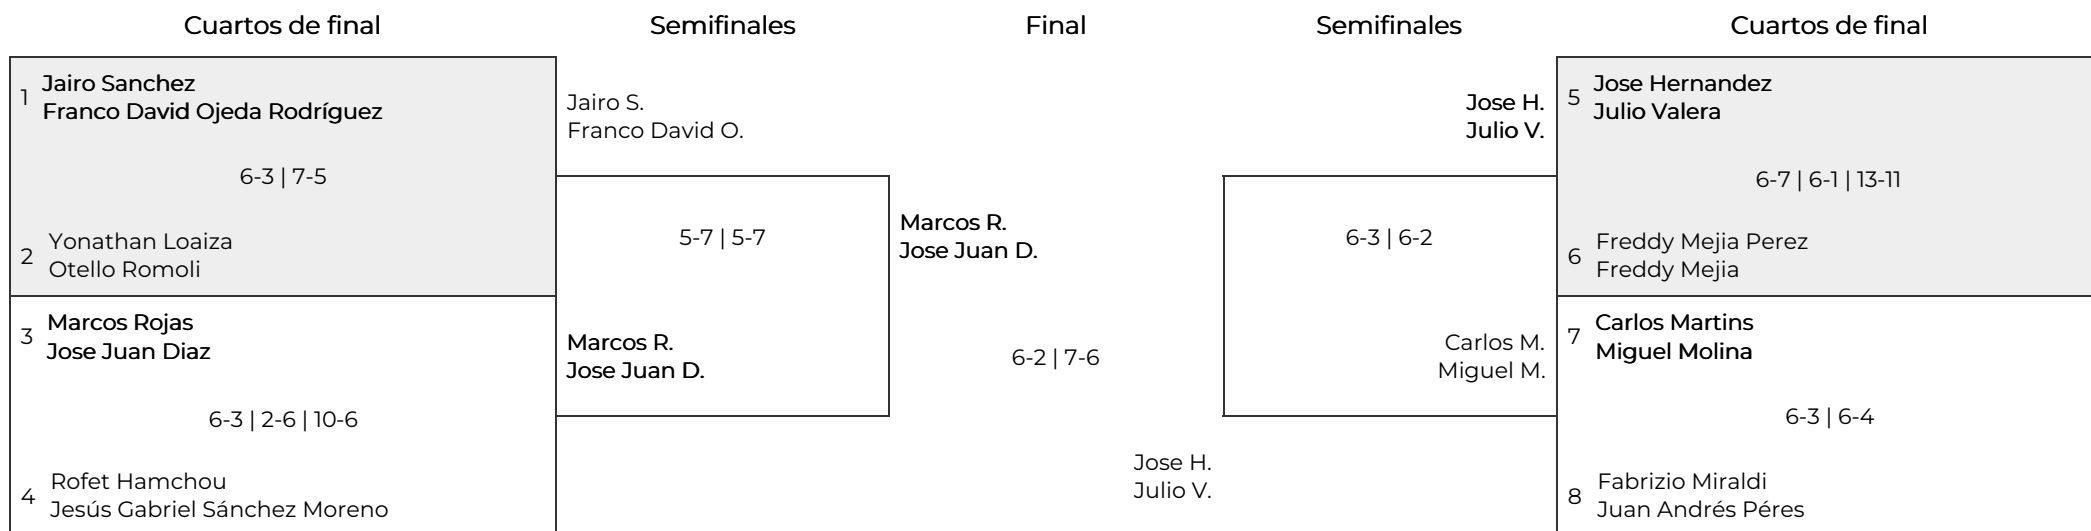 Cuartos de final
Semifinales
Final
Semifinales
Cuartos de final
1
Jairo Sanchez
Franco David Ojeda Rodríguez
6-3 | 7-5
2
Yonathan Loaiza
Otello Romoli
3
Marcos Rojas
Jose Juan Diaz
6-3 | 2-6 | 10-6
4
Rofet Hamchou
Jesús Gabriel Sánchez Moreno
Jairo S.
Franco David O.
5-7 | 5-7
Marcos R.
Jose Juan D.
Marcos R.
Jose Juan D.
6-2 | 7-6
Jose H.
Julio V.
Jose H.
Julio V.
6-3 | 6-2
Carlos M.
Miguel M.
5
Jose Hernandez
Julio Valera
6-7 | 6-1 | 13-11
6
Freddy Mejia Perez
Freddy Mejia
7
Carlos Martins
Miguel Molina
6-3 | 6-4
8
Fabrizio Miraldi
Juan Andrés Péres